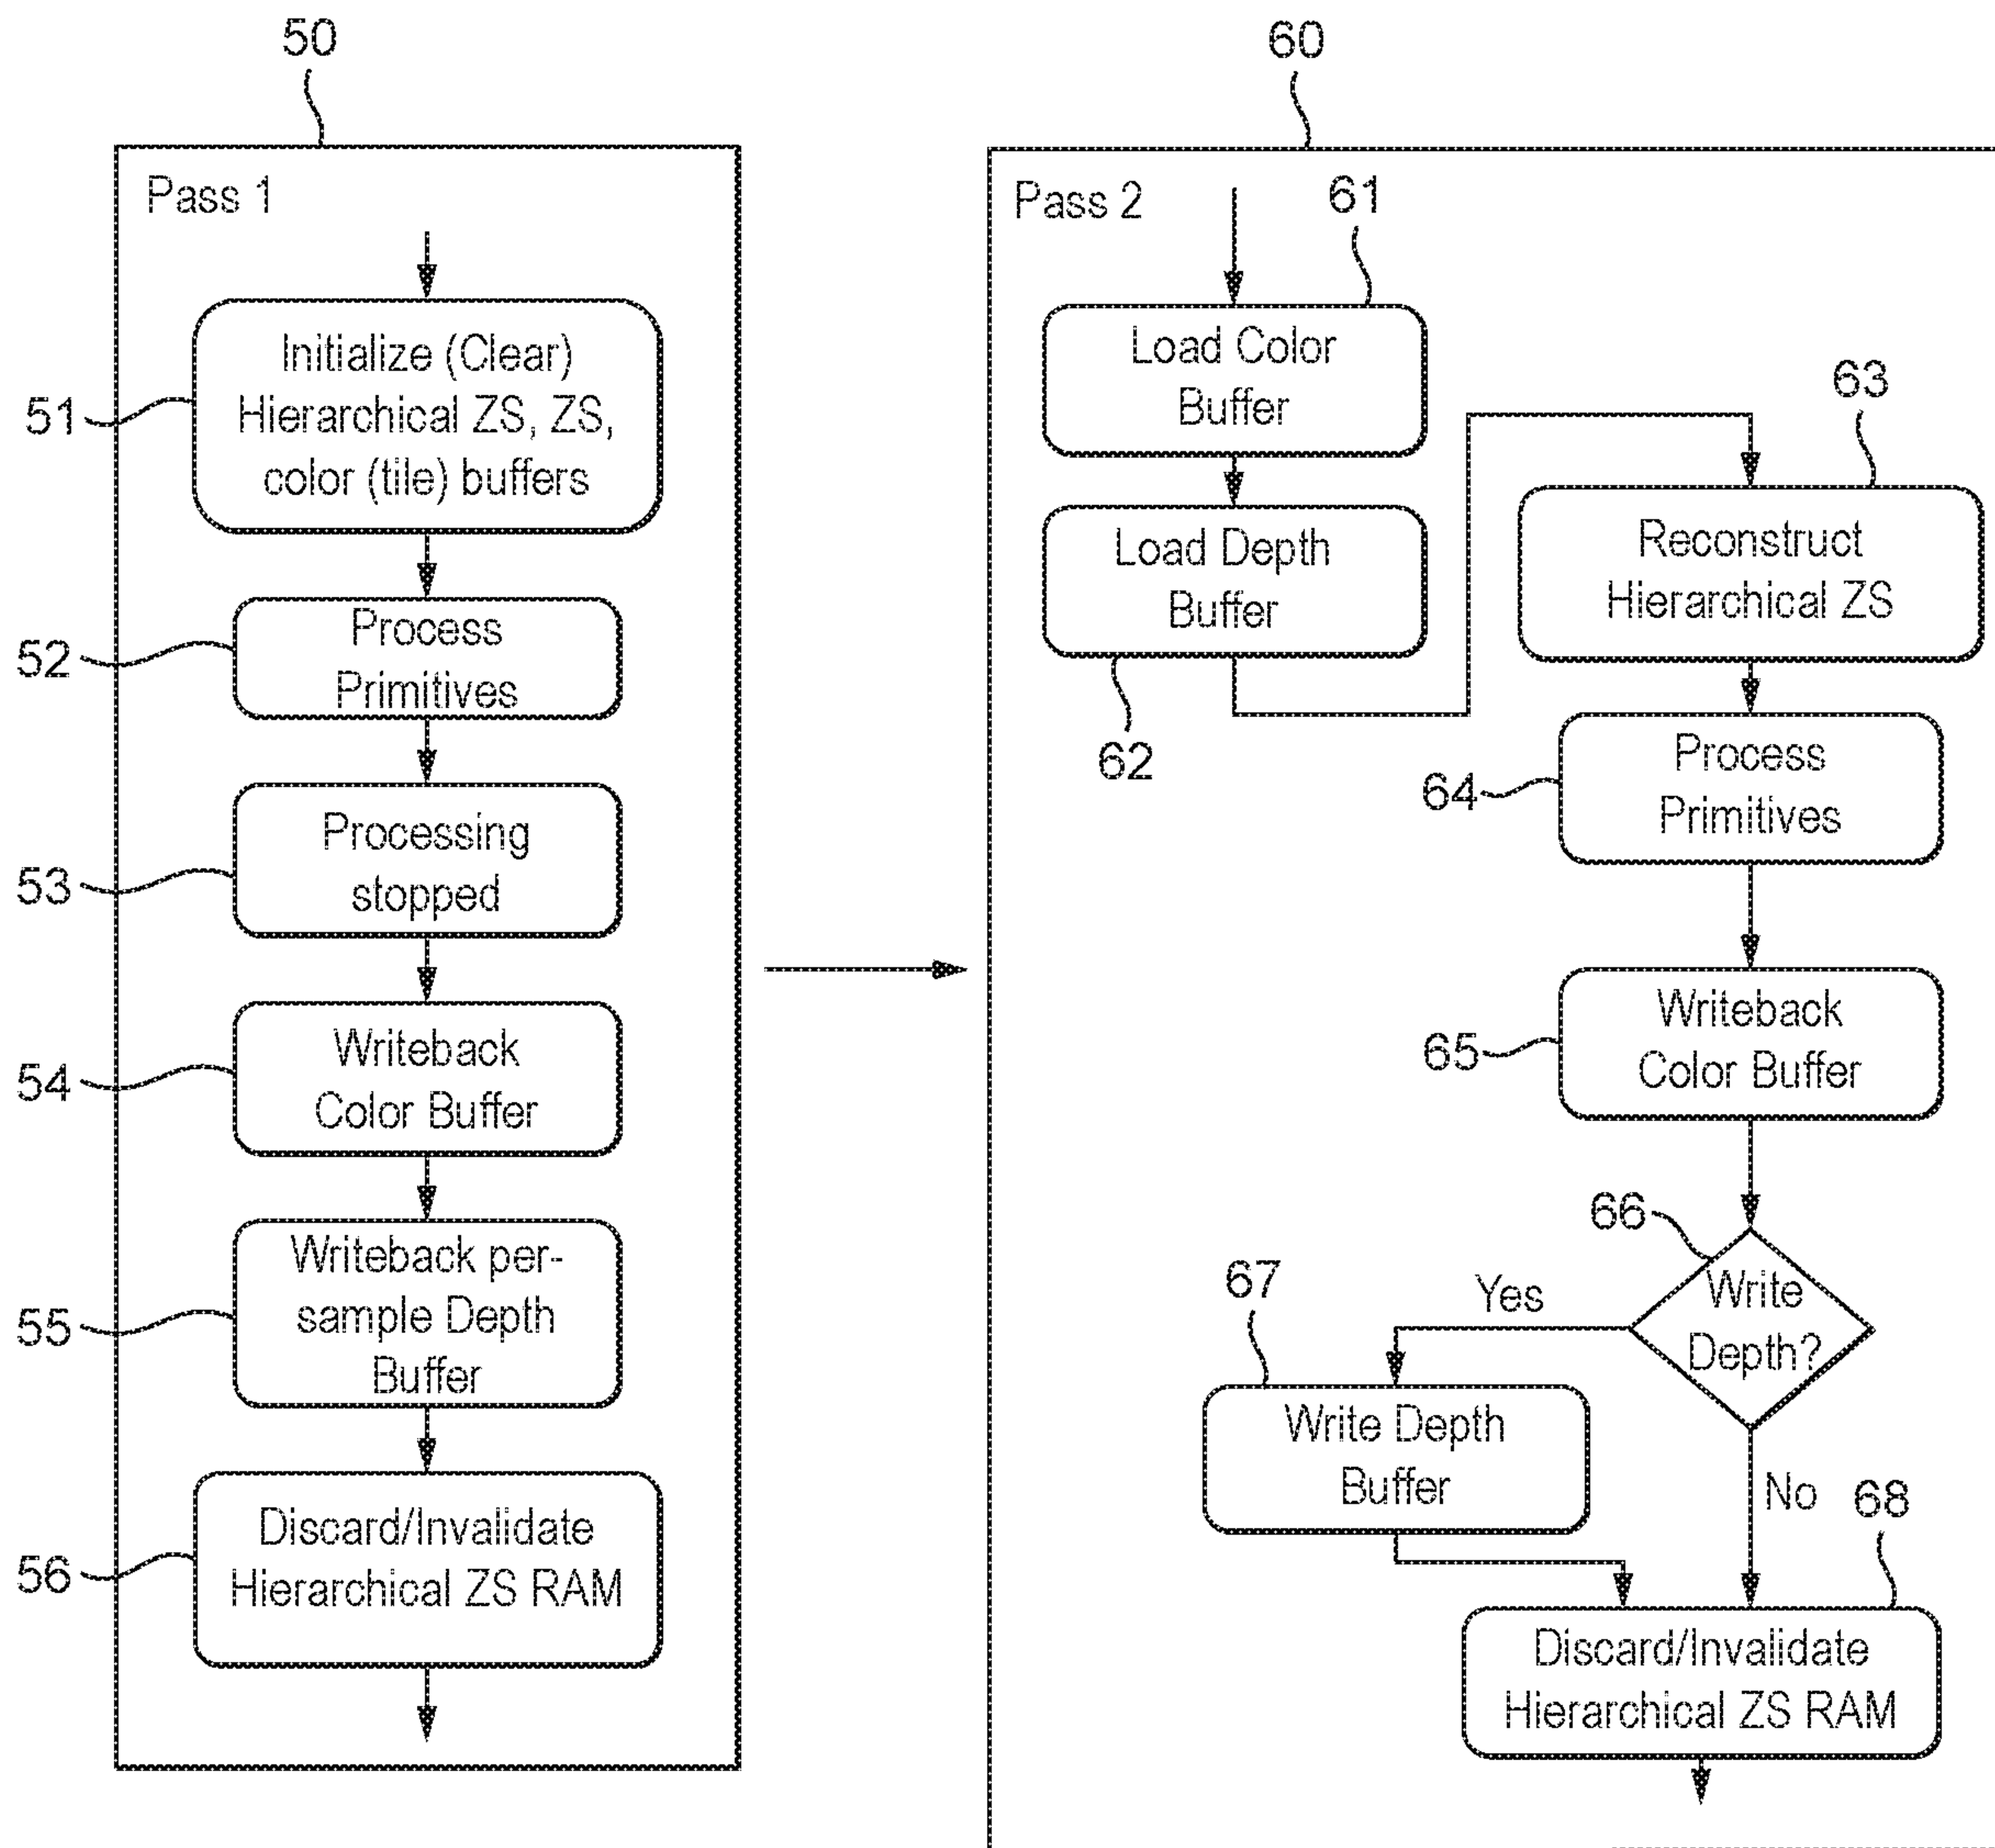 50
Pass 1
51
Initialize (Clear)
Hierarchical ZS, ZS,
color (tile) buffers
52
Process
Primitives
53
Processing
stopped
54
Writeback
Color Buffer
55
Writeback per-
sample Depth
Buffer
56
Discard/Invalidate
Hierarchical ZS RAM
60
Pass 2
61
Load Color
Buffer
Load Depth
Buffer
62
63
Reconstruct
Hierarchical ZS
64
Process
Primitives
65
Writeback
Color Buffer
66
Write
Depth?
Yes
67
Write Depth
Buffer
No
68
Discard/Invalidate
Hierarchical ZS RAM